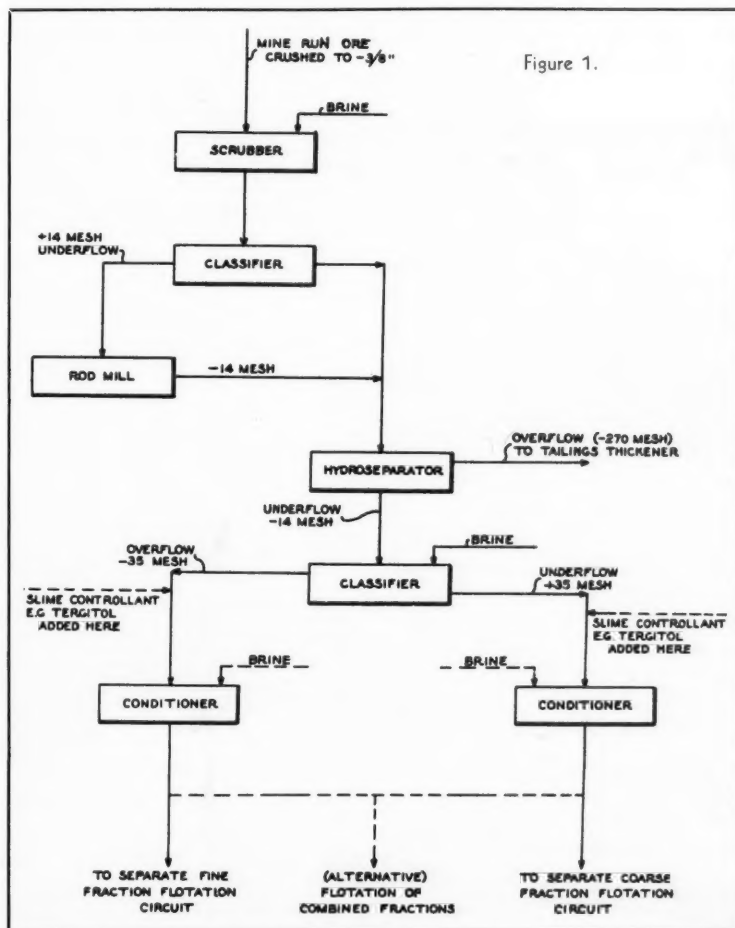 MINE RUN ORE
CRUSHED TO -3/8"
Figure 1.
BRINE
SCRUBBER
+14 MESH
UNDERFLOW
CLASSIFIER
ROD MILL
-14 MESH
OVERFLOW (-270 MESH)
TO TAILINGS THICKENER
HYDROSEPARATOR
UNDERFLOW
-14 MESH
BRINE
OVERFLOW
-35 MESH
CLASSIFIER
UNDERFLOW
+35 MESH
SLIME CONTROLLANT
E.G. TERGITOL
ADDED HERE
SLIME CONTROLLANT
E.G. TERGITOL
ADDED HERE
BRINE
BRINE
CONDITIONER
CONDITIONER
TO SEPARATE FINE
FRACTION FLOTATION
CIRCUIT
(ALTERNATIVE)
FLOTATION OF
COMBINED FRACTIONS
TO SEPARATE COARSE
FRACTION FLOTATION
CIRCUIT